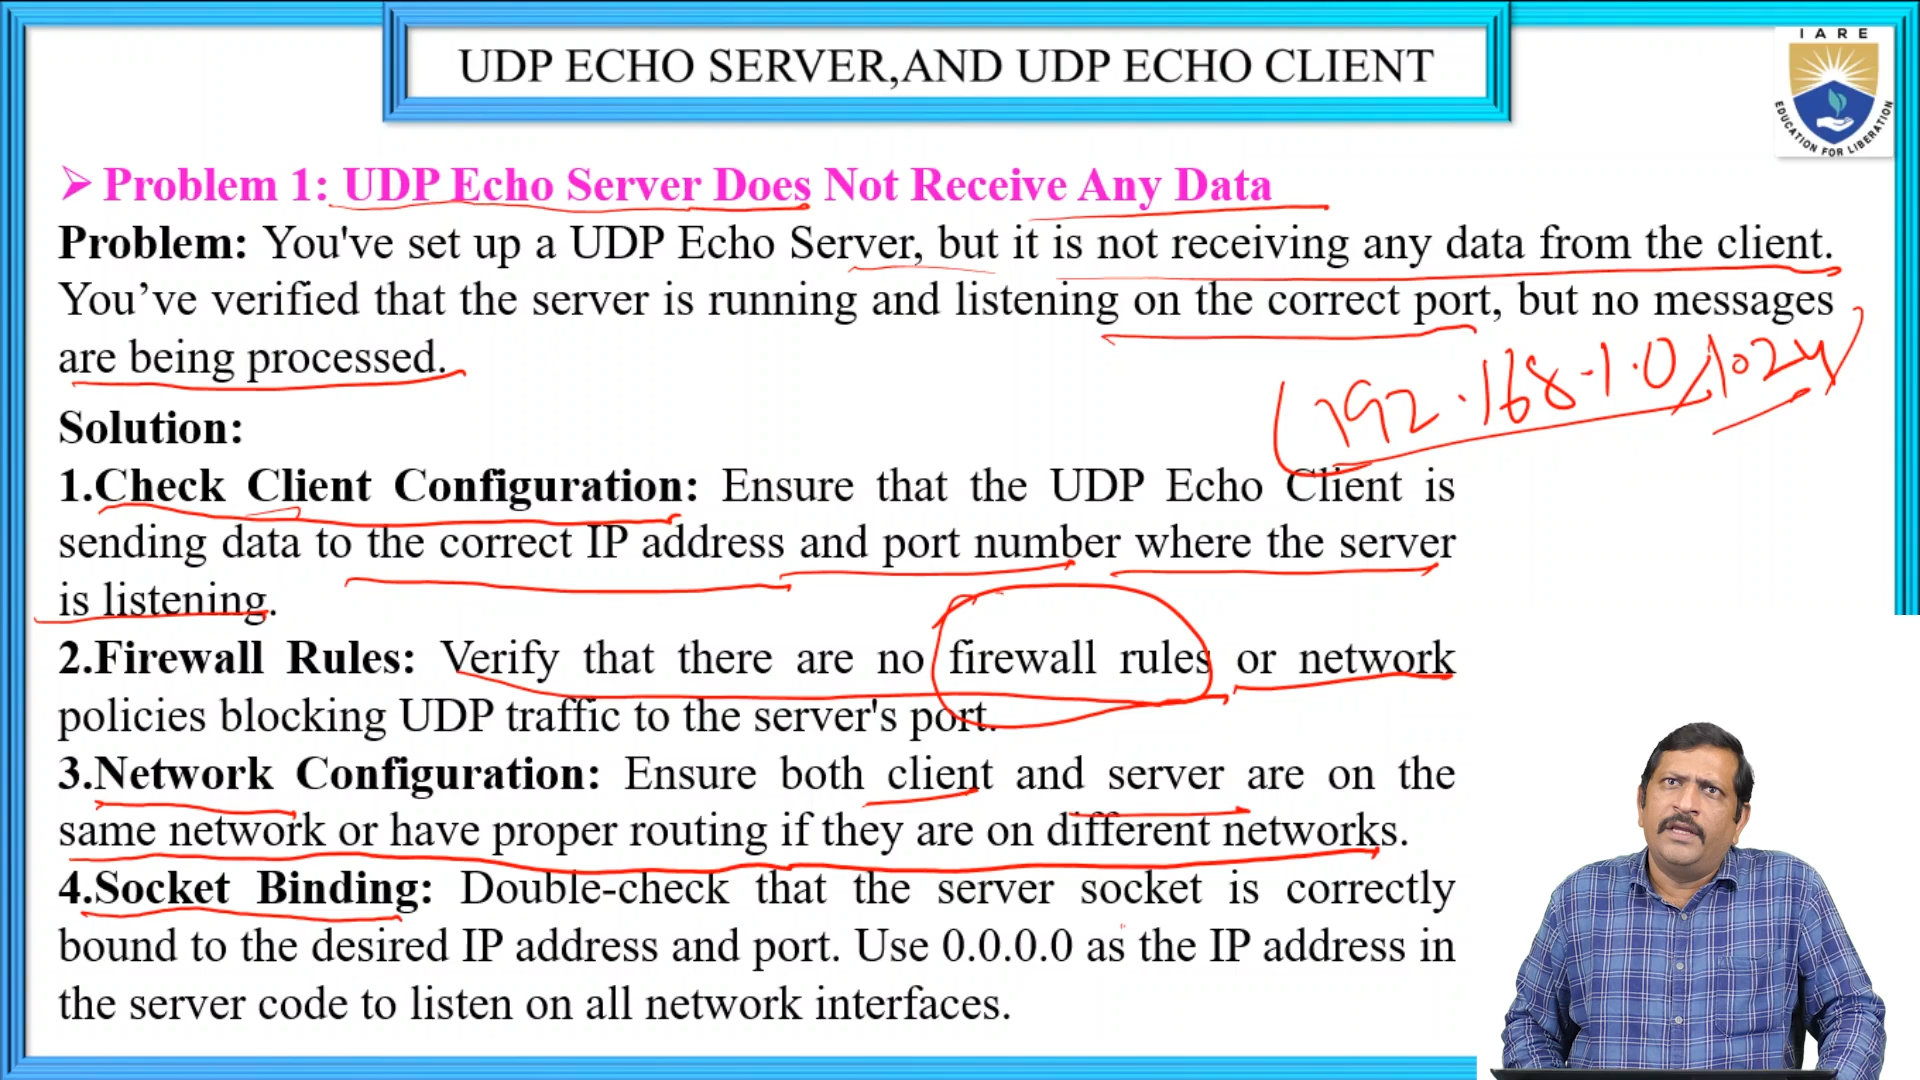 UDP ECHO SERVER,AND UDP ECHO CLIENT
IARE
EDUCATION FOR LIBERATION
➢ Problem 1: UDP Echo Server Does Not Receive Any Data
Problem: You've set up a UDP Echo Server, but it is not receiving any data from the client.
You’ve verified that the server is running and listening on the correct port, but no messages
are being processed.
192.168.1.0,1024
Solution:
1.Check Client Configuration: Ensure that the UDP Echo Client is
sending data to the correct IP address and port number where the server
is listening.
2.Firewall Rules: Verify that there are no firewall rules or network
policies blocking UDP traffic to the server's port.
3.Network Configuration: Ensure both client and server are on the
same network or have proper routing if they are on different networks.
4.Socket Binding: Double-check that the server socket is correctly
bound to the desired IP address and port. Use 0.0.0.0 as the IP address in
the server code to listen on all network interfaces.